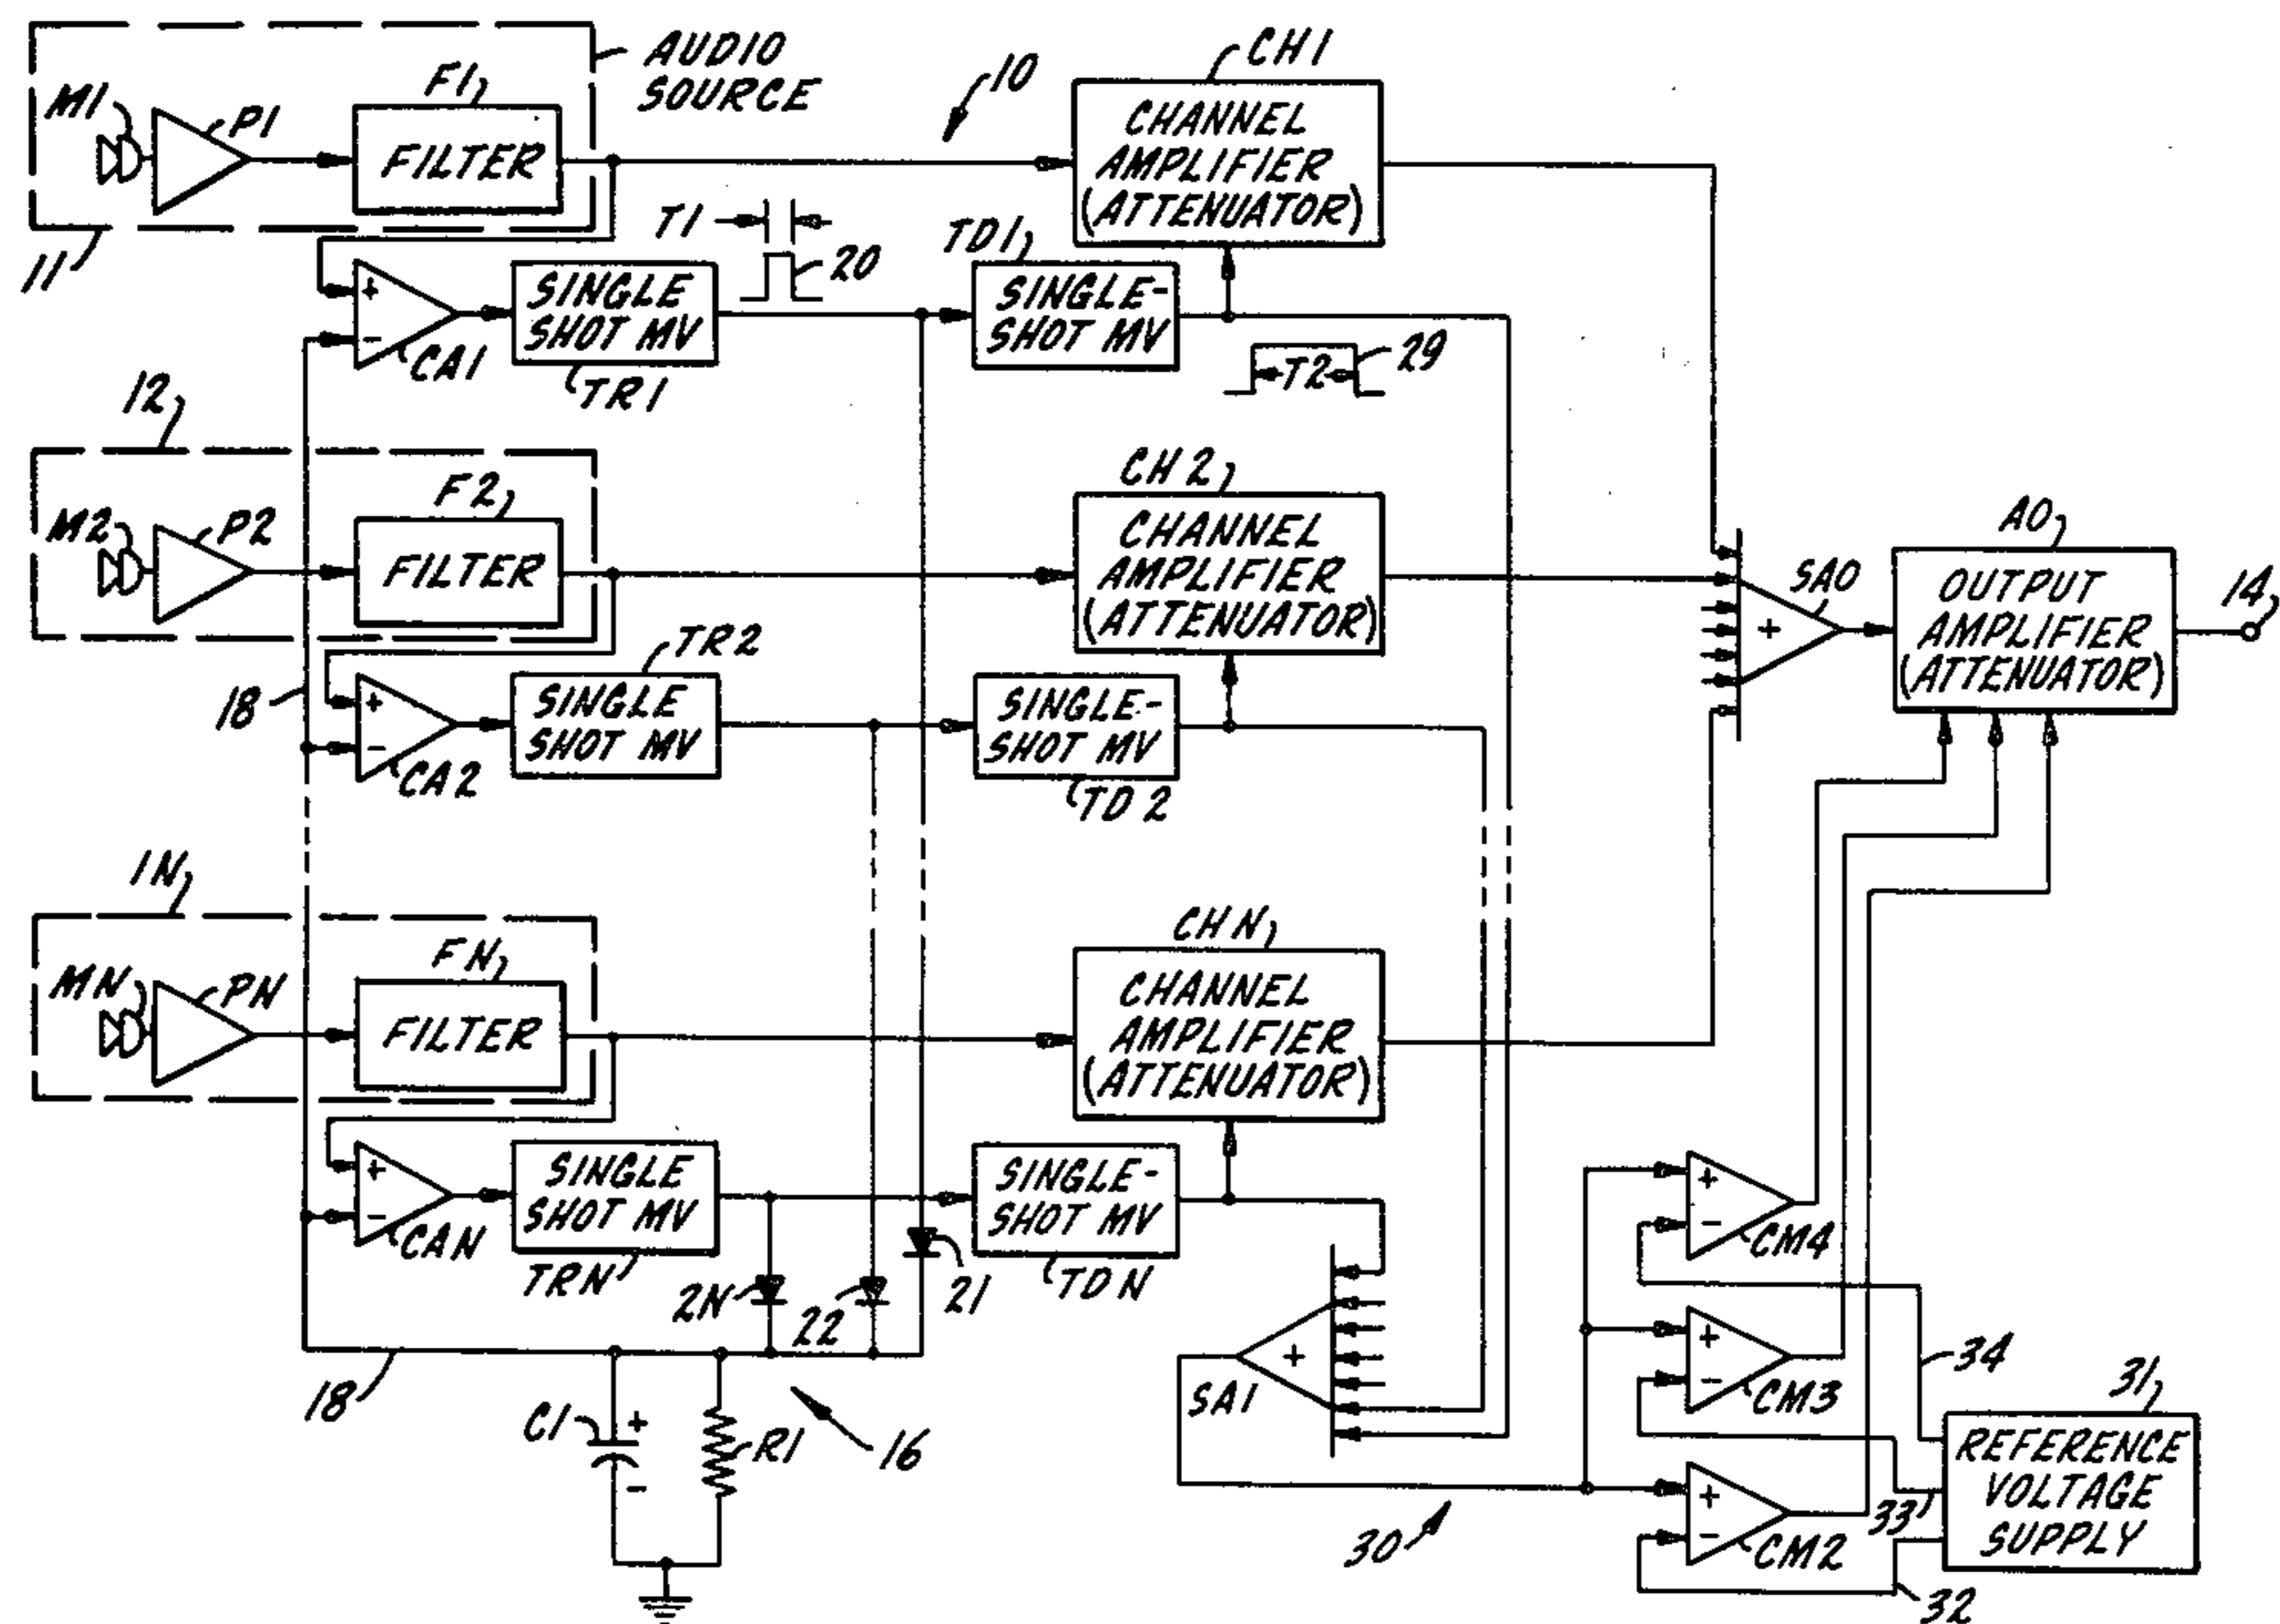 AUDIO
SOURCE
M1
P1
F1
FILTER
11
10
CH1
CHANNEL
AMPLIFIER
(ATTENUATOR)
T1
20
+
-
CA1
SINGLE
SHOT MV
TR1
TD1
SINGLE-
SHOT MV
T2
29
12
M2
P2
F2
FILTER
CH2
CHANNEL
AMPLIFIER
(ATTENUATOR)
18
+
-
CA2
TR2
SINGLE
SHOT MV
SINGLE-
SHOT MV
TD2
+
SAO
AO
OUTPUT
AMPLIFIER
(ATTENUATOR)
14
1N
MN
PN
FN
FILTER
CHN
CHANNEL
AMPLIFIER
(ATTENUATOR)
+
-
CAN
SINGLE
SHOT MV
TRN
2N
22
21
SINGLE-
SHOT MV
TDN
18
C1
+
-
R1
16
+
SA1
30
+
-
CM4
+
-
CM3
+
-
CM2
34
33
32
31
REFERENCE
VOLTAGE
SUPPLY